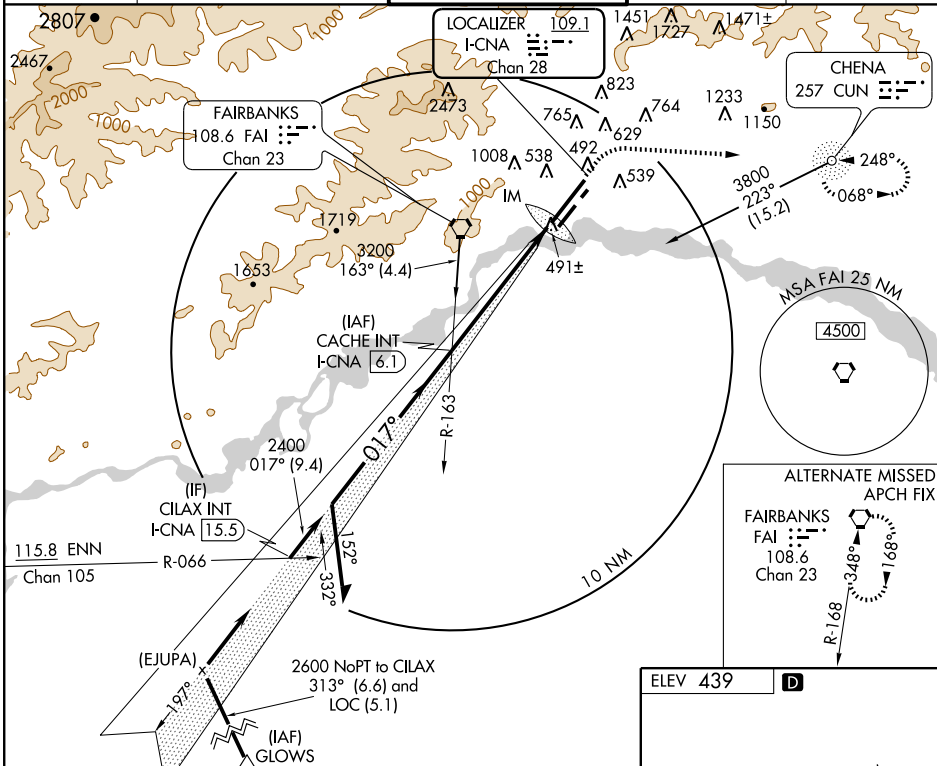 2807
1000
LOCALIZER 109.1
I-CNA
Chan 28
1451
1727
1471±
2467
2000
1000
2473
823
CHENA
257 CUN
FAIRBANKS
108.6 FAI
Chan 23
765
629
764
1233
1150
1000
1008
538
492
539
248°
068°
3800
223°
(15.2)
IM
1719
3200
163° (4.4)
491±
1653
MSA FAI 25 NM
4500
(IAF)
CACHE INT
I-CNA 6.1
R-163
017°
2400
017° (9.4)
(IF)
CILAX INT
I-CNA 15.5
ALTERNATE MISSED
APCH FIX
FAIRBANKS
FAI
108.6
Chan 23
348°
168°
R-168
115.8 ENN
Chan 105
R-066
152°
332°
10 NM
(EJUPA)
197°
2600 NoPT to CILAX
313° (6.6) and
LOC (5.1)
(IAF)
GLOWS
ELEV 439 D